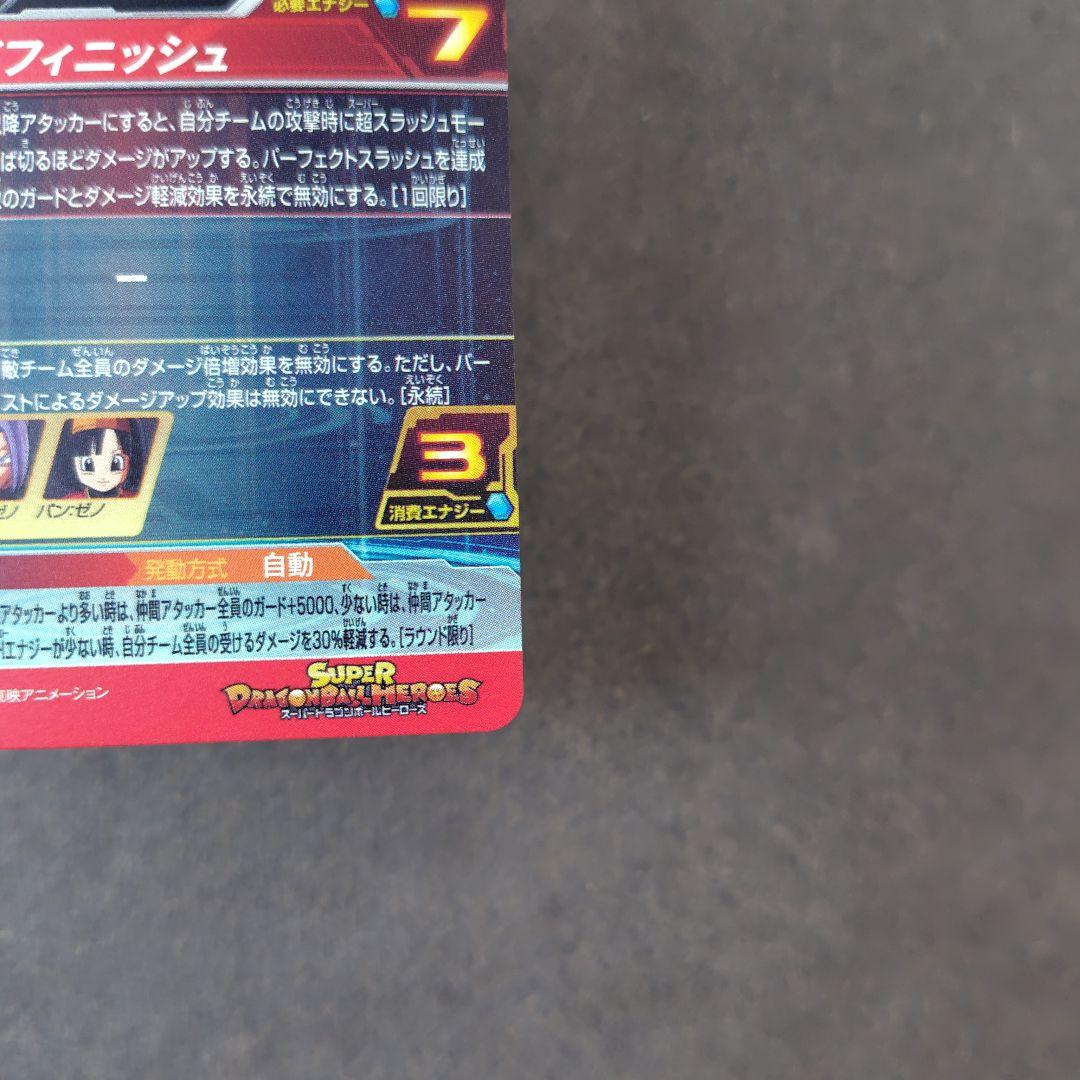 必要エナジー
7
フィニッシュ
降アタッカーにすると、自分チームの攻撃時に超スラッシュモー
ば切るほどダメージがアップする。パーフェクトスラッシュを達成
のガードとダメージ軽減効果を永続で無効にする。[1回限り]
ー
敵チーム全員のダメージ倍増効果を無効にする。ただし、バー
ストによるダメージアップ効果は無効にできない。[永続]
3
ゼノ パン:ゼノ
消費エナジー
発動方式 自動
アタッカーより多い時は、仲間アタッカー全員のガード+5000、少ない時は、仲間アタッカー
エナジーが少ない時、自分チーム全員の受けるダメージを30%軽減する。[ラウンド限り]
映アニメーション
SUPER
DRAGONBALL HEROES
スーパードラゴンボールヒーローズ